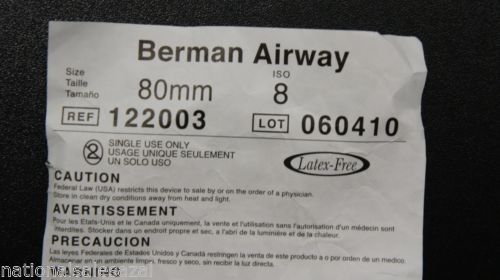 Berman Airway
Size
Taille
Tamaño
80mm
ISO
8
REF 122003
LOT 060410
2
SINGLE USE ONLY
USAGE UNIQUE SEULEMENT
UN SOLO USO
Latex-Free
CAUTION
Federal Law (USA) restricts this device to sale by or on the order of a physician.
Store in clean dry conditions away from heat and light.
AVERTISSEMENT
Pour les Etats-Unis et le Canada uniquement, la vente et l'utilisation sans l'autorisation d'un médecin sont
interdites. Stocker dans un endroit propre et sec, a l'abri de la luminère et de la chaleur.
PRECAUCION
Las leyes Federales de Estados Unidos y Canadá restringen la venta de este producto a o por orden de un medico.
en un ambiente limpio, fresco y seco, sin recibir la luz directa.